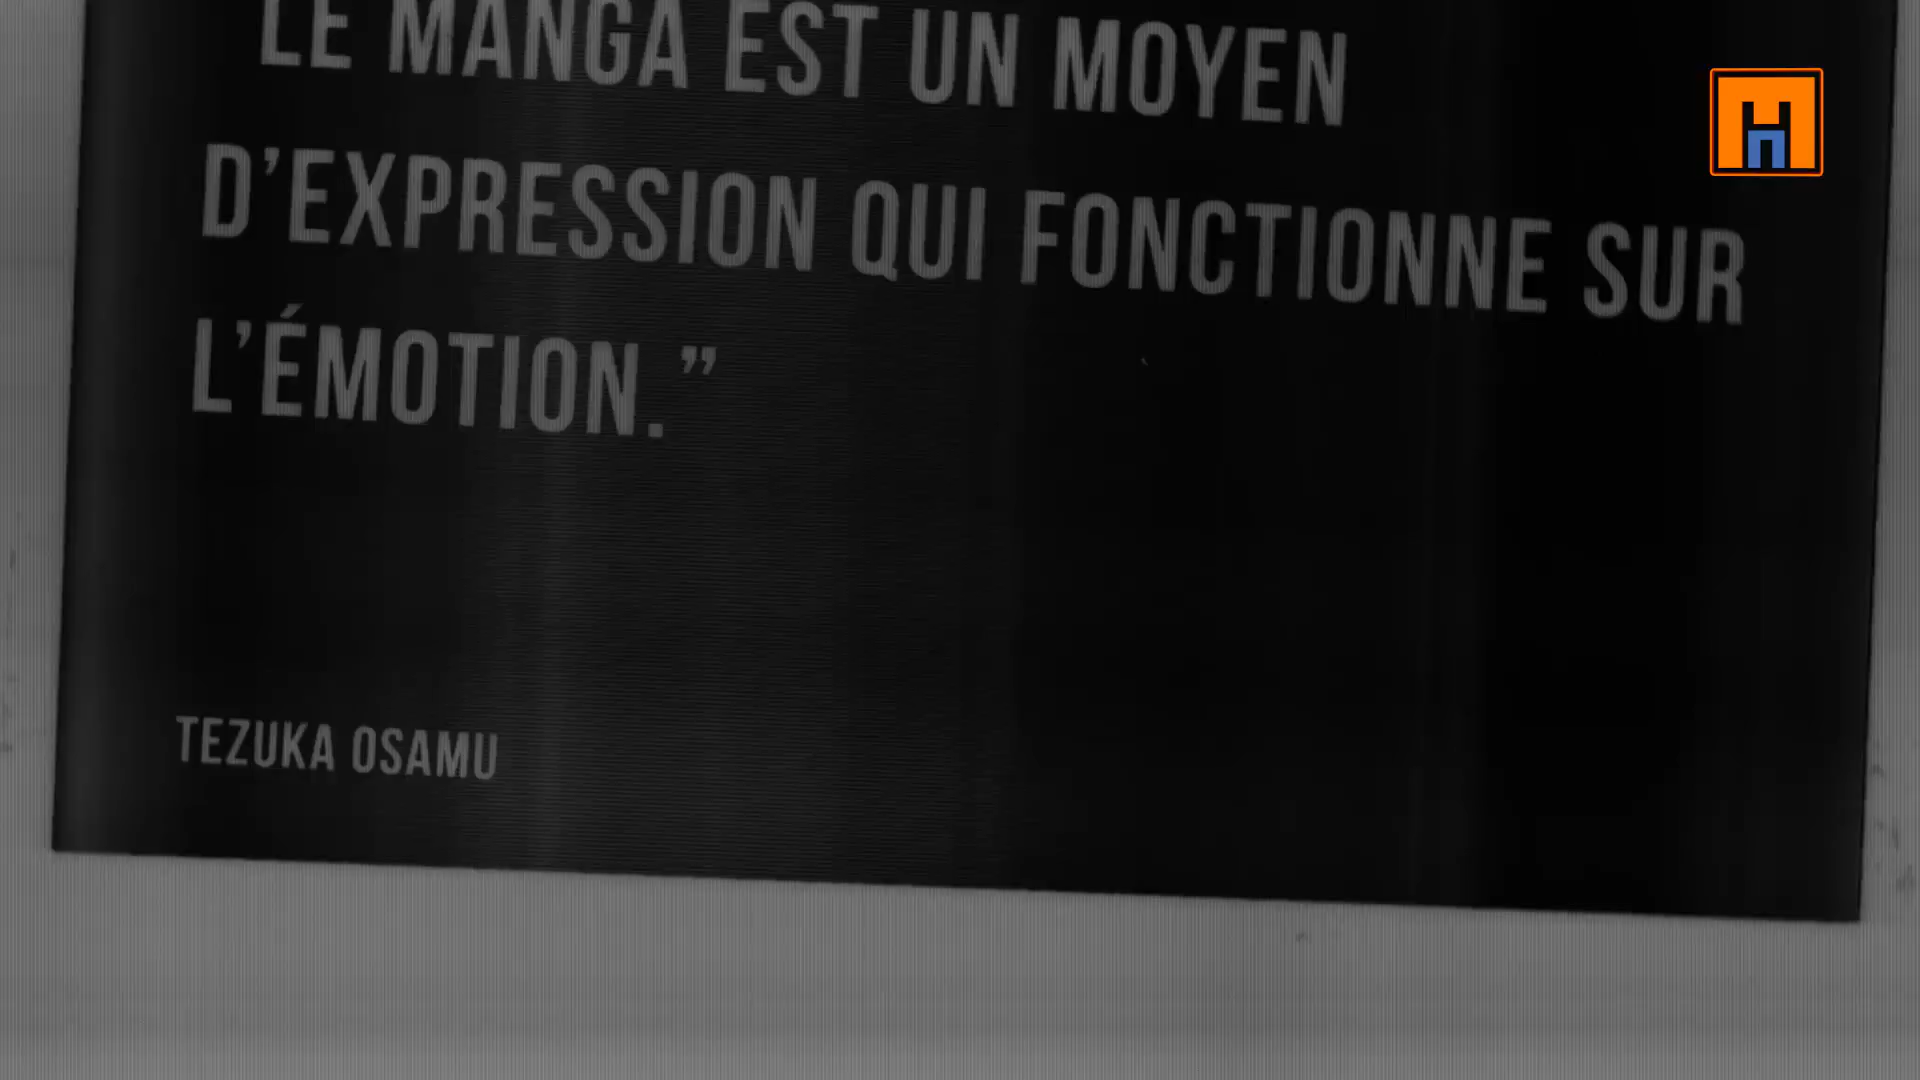 LE MANGA EST UN MOYEN
D’EXPRESSION QUI FONCTIONNE SUR
L’ÉMOTION.”
TEZUKA OSAMU